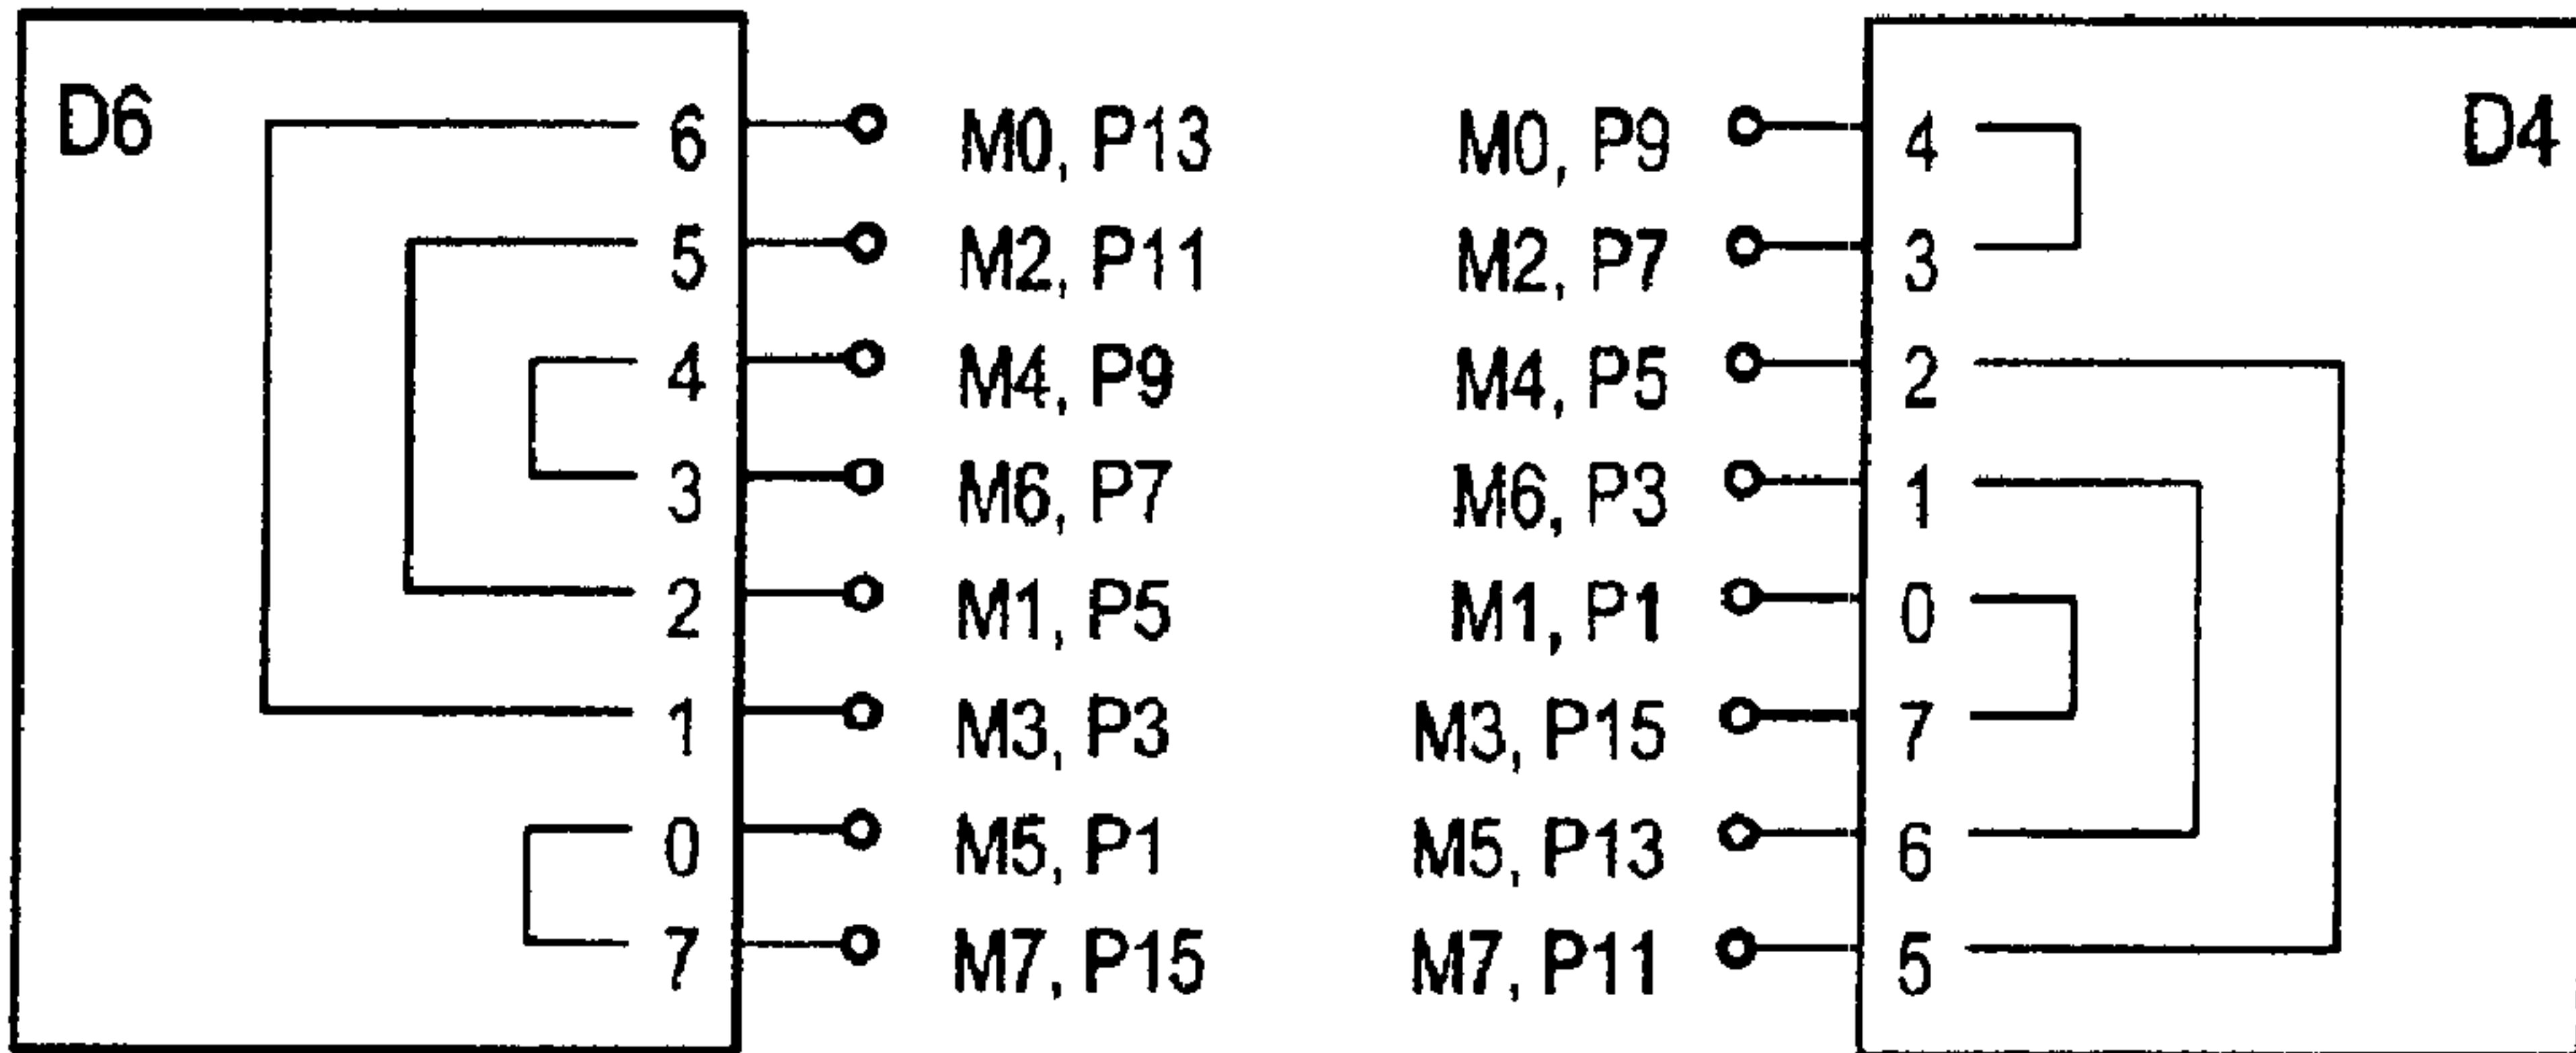 D6
D4
6 M0, P13 M0, P9 4
5 M2, P11 M2, P7 3
4 M4, P9 M4, P5 2
3 M6, P7 M6, P3 1
2 M1, P5 M1, P1 0
1 M3, P3 M3, P15 7
0 M5, P1 M5, P13 6
7 M7, P15 M7, P11 5